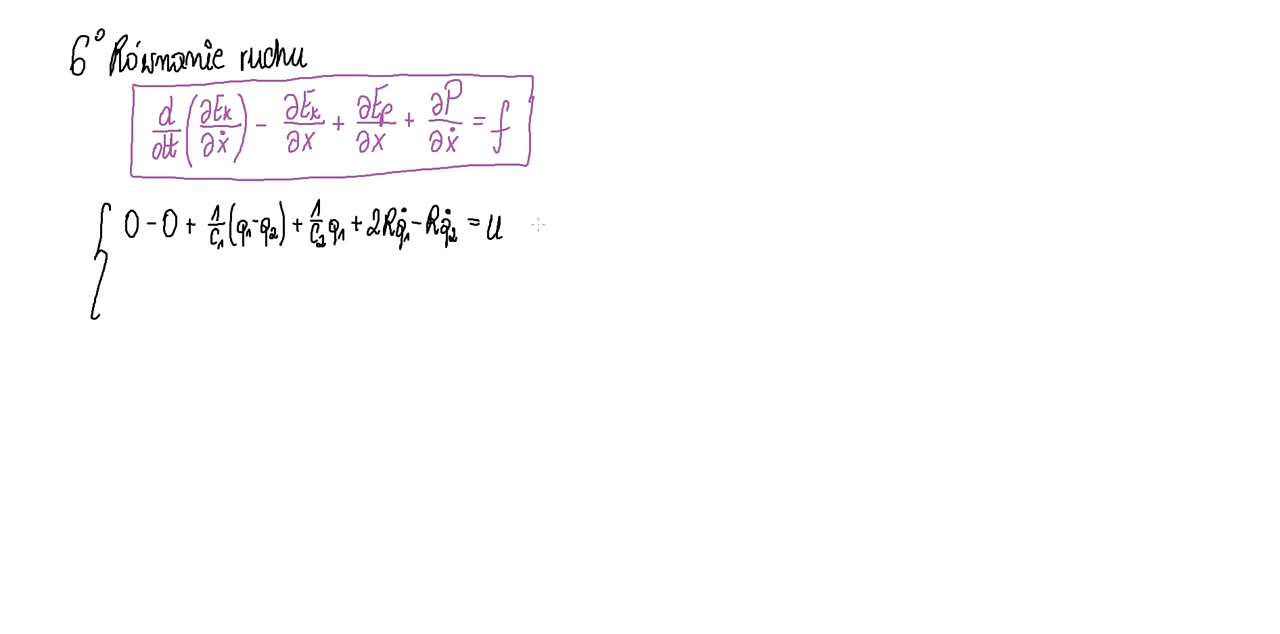 6° Równanie ruchu
d/dt (∂Ek/∂ẋ) - ∂Ek/∂x + ∂Ep/∂x + ∂P/∂ẋ = f
{ 0 - 0 + 1/C₁ (q₁-q₂) + 1/C₂ q₁ + 2Rq̇₁ - Rq̇₂ = u